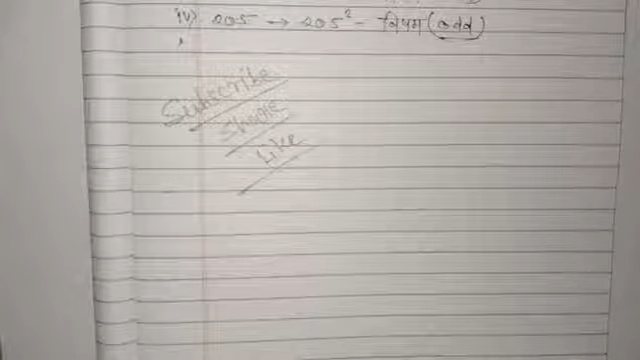 iv) 205 → 205² - विषम (odd)
Subscribe
Share
Like